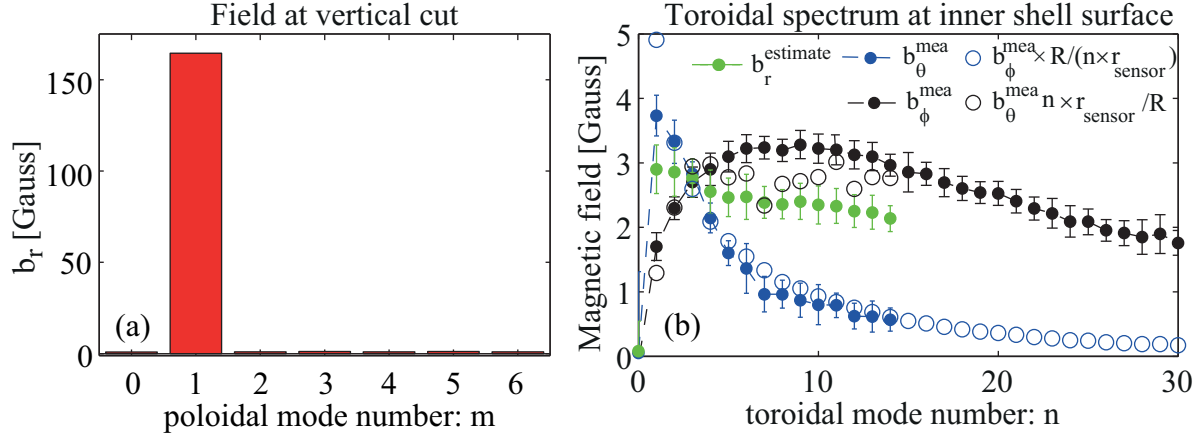 Field at vertical cut
b_r [Gauss]
150
100
50
0
(a)
0 1 2 3 4 5 6
poloidal mode number: m
Toroidal spectrum at inner shell surface
Magnetic field [Gauss]
5
4
3
2
1
0
b_r^estimate
b_θ^mea
b_ϕ^mea × R/(n×r_sensor)
b_ϕ^mea
b_θ^mea n × r_sensor /R
(b)
0 10 20 30
toroidal mode number: n